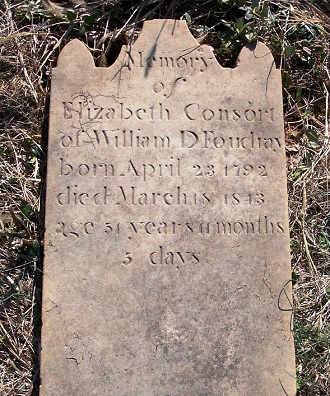 Memory
of
Elizabeth Consort
of William D Fouchay
born April 23 1792
died March 18 1843
age 51 years 11 months
3 days